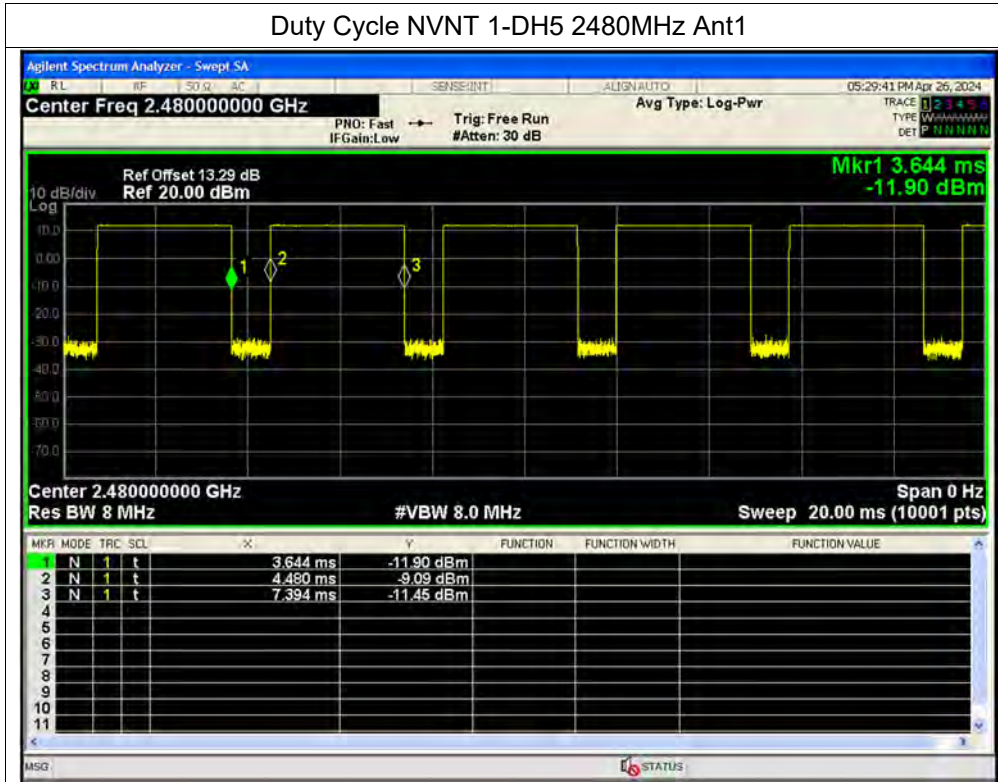 Duty Cycle NVNT 1-DH5 2480MHz Ant1
Agilent Spectrum Analyzer - Swept SA
RL RF 50 Ω AC SENSE:INT ALIGN AUTO 05:29:41 PM Apr 26, 2024
Center Freq 2.480000000 GHz Avg Type: Log-Pwr TRACE 1 2 3 4 5 6
PNO: Fast Trig: Free Run TYPE W
IFGain:Low #Atten: 30 dB DET P N N N N N
Mkr1 3.644 ms
-11.90 dBm
Ref Offset 13.29 dB
10 dB/div Ref 20.00 dBm
Log
10.0
0.00
-10.0
-20.0
-30.0
-40.0
-50.0
-60.0
-70.0
1 2 3
Center 2.480000000 GHz Span 0 Hz
Res BW 8 MHz #VBW 8.0 MHz Sweep 20.00 ms (10001 pts)
MKR MODE TRC SCL X Y FUNCTION FUNCTION WIDTH FUNCTION VALUE
1 N 1 t 3.644 ms -11.90 dBm
2 N 1 t 4.480 ms -9.09 dBm
3 N 1 t 7.394 ms -11.45 dBm
4
5
6
7
8
9
10
11
MSG STATUS